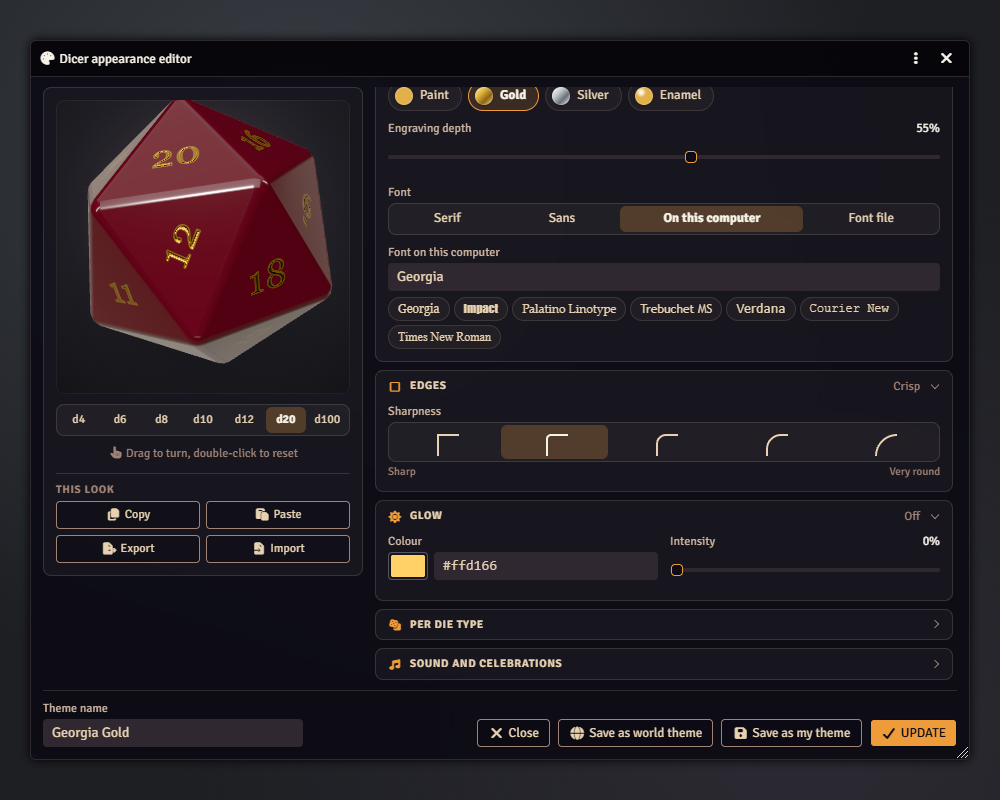 Dicer appearance editor
20
16
12
11
18
d4 d6 d8 d10 d12 d20 d100
Drag to turn, double-click to reset
THIS LOOK
Copy Paste
Export Import
Paint Gold Silver Enamel
Engraving depth 55%
Font
Serif Sans On this computer Font file
Font on this computer
Georgia
Georgia Impact Palatino Linotype Trebuchet MS Verdana Courier New
Times New Roman
EDGES Crisp
Sharpness
Sharp Very round
GLOW Off
Colour Intensity 0%
#ffd166
PER DIE TYPE
SOUND AND CELEBRATIONS
Theme name
Georgia Gold
Close Save as world theme Save as my theme UPDATE